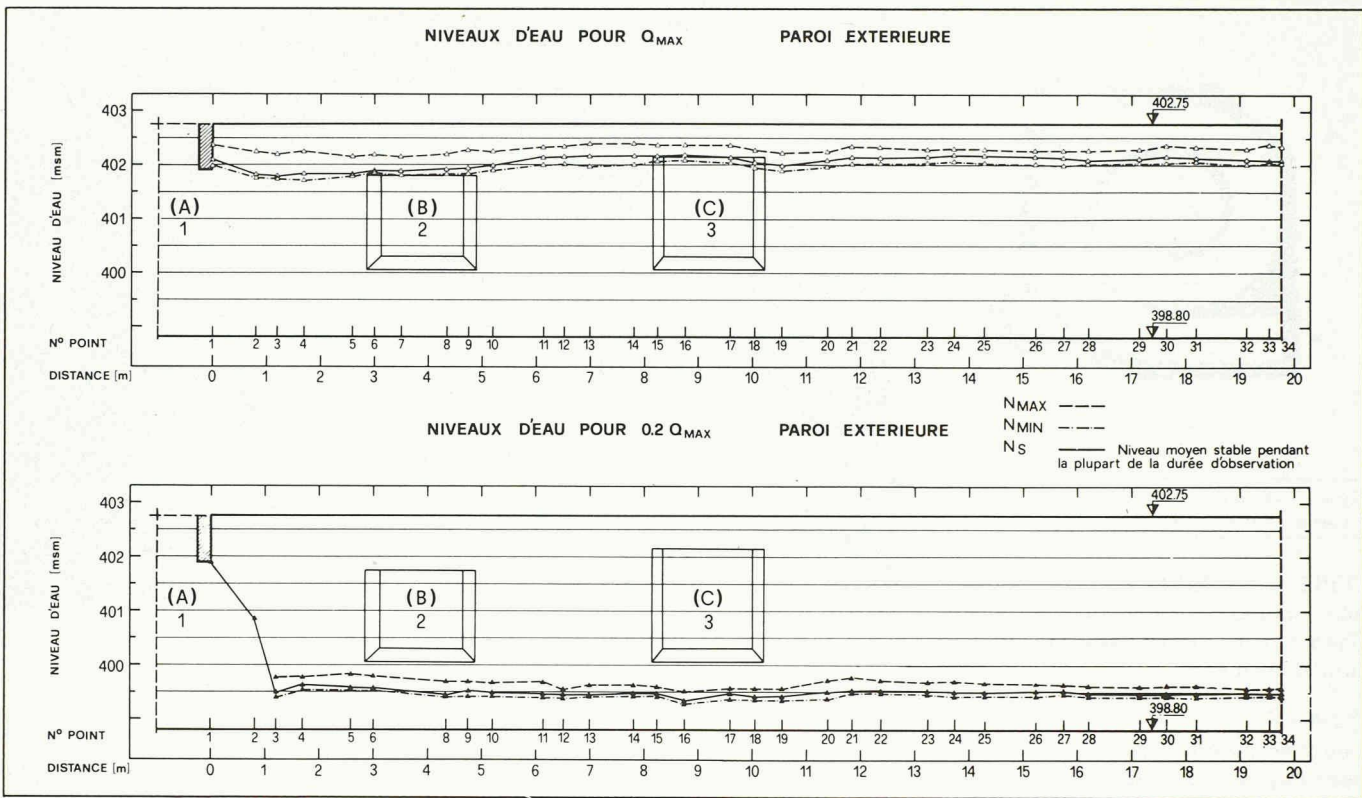 NIVEAUX D'EAU POUR QMAX PAROI EXTERIEURE
403
402
401
400
NIVEAU D'EAU [msm]
402.75
(A)
1
(B)
2
(C)
3
398.80
N° POINT 1 2 3 4 5 6 7 8 9 10 11 12 13 14 15 16 17 18 19 20 21 22 23 24 25 26 27 28 29 30 31 32 33 34
DISTANCE [m] 0 1 2 3 4 5 6 7 8 9 10 11 12 13 14 15 16 17 18 19 20
NMAX
NMIN
NS Niveau moyen stable pendant
la plupart de la durée d'observation
NIVEAUX D'EAU POUR 0.2 QMAX PAROI EXTERIEURE
403
402
401
400
NIVEAU D'EAU [msm]
402.75
(A)
1
(B)
2
(C)
3
398.80
N° POINT 1 2 3 4 5 6 8 9 10 11 12 13 14 15 16 17 18 19 20 21 22 23 24 25 26 27 28 29 30 31 32 33 34
DISTANCE [m] 0 1 2 3 4 5 6 7 8 9 10 11 12 13 14 15 16 17 18 19 20